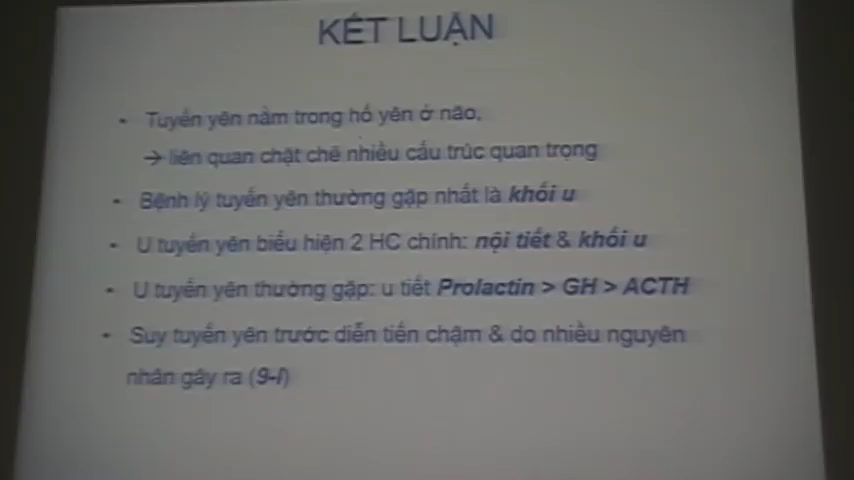 KẾT LUẬN
• Tuyến yên nằm trong hố yên ở não,
→ liên quan chặt chẽ nhiều cấu trúc quan trọng
• Bệnh lý tuyến yên thường gặp nhất là khối u
• U tuyến yên biểu hiện 2 HC chính: nội tiết & khối u
• U tuyến yên thường gặp: u tiết Prolactin > GH > ACTH
• Suy tuyến yên trước diễn tiến chậm & do nhiều nguyên
nhân gây ra (9-I)